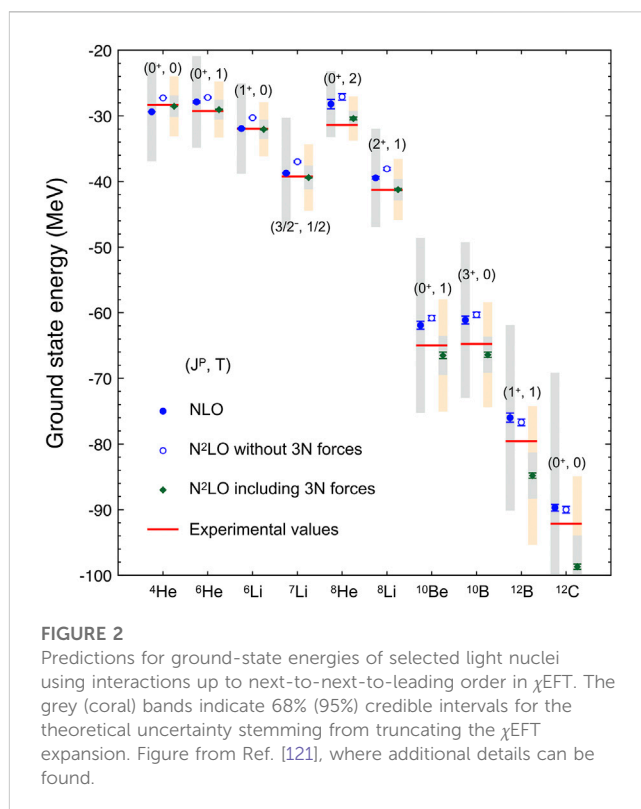 -20
-30
-40
-50
-60
-70
-80
-90
-100
Ground state energy (MeV)
(0⁺, 0)
(0⁺, 1)
(1⁺, 0)
(3/2⁻, 1/2)
(0⁺, 2)
(2⁺, 1)
(0⁺, 1)
(3⁺, 0)
(1⁺, 1)
(0⁺, 0)
(Jᴾ, T)
NLO
N²LO without 3N forces
N²LO including 3N forces
Experimental values
⁴He ⁶He ⁶Li ⁷Li ⁸He ⁸Li ¹⁰Be ¹⁰B ¹²B ¹²C
FIGURE 2
Predictions for ground-state energies of selected light nuclei
using interactions up to next-to-next-to-leading order in χEFT. The
grey (coral) bands indicate 68% (95%) credible intervals for the
theoretical uncertainty stemming from truncating the χEFT
expansion. Figure from Ref. [121], where additional details can be
found.